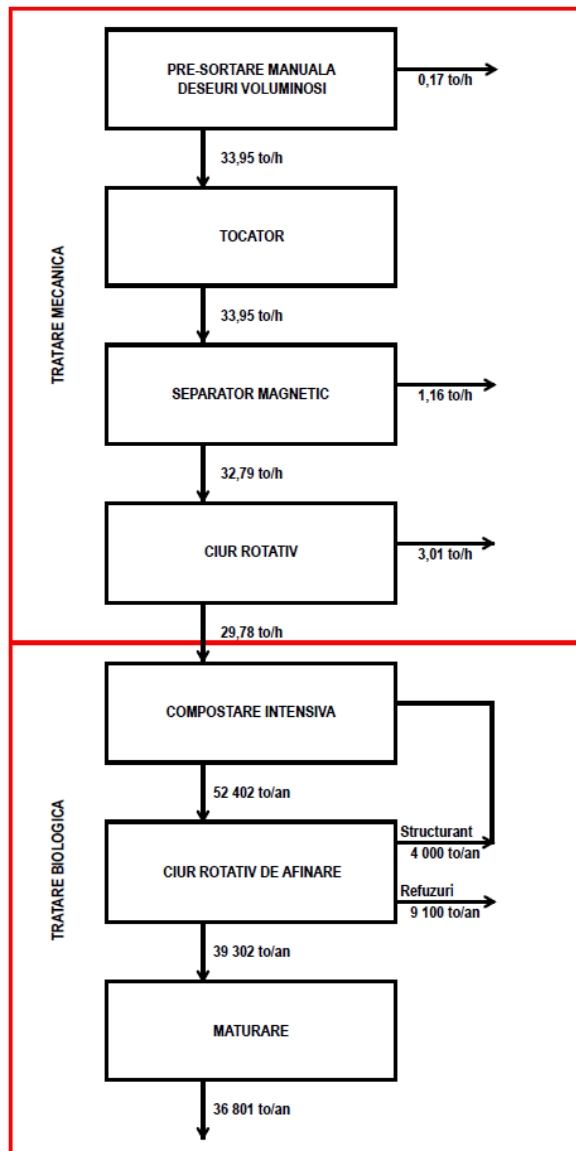 PRE-SORTARE MANUALA
DESEURI VOLUMINOSI
0,17 to/h
33,95 to/h
TOCATOR
TRATARE MECANICA
33,95 to/h
SEPARATOR MAGNETIC
1,16 to/h
32,79 to/h
CIUR ROTATIV
3,01 to/h
29,78 to/h
COMPOSTARE INTENSIVA
52 402 to/an
TRATARE BIOLOGICA
Structurant
4 000 to/an
CIUR ROTATIV DE AFINARE
Refuzuri
9 100 to/an
39 302 to/an
MATURARE
36 801 to/an